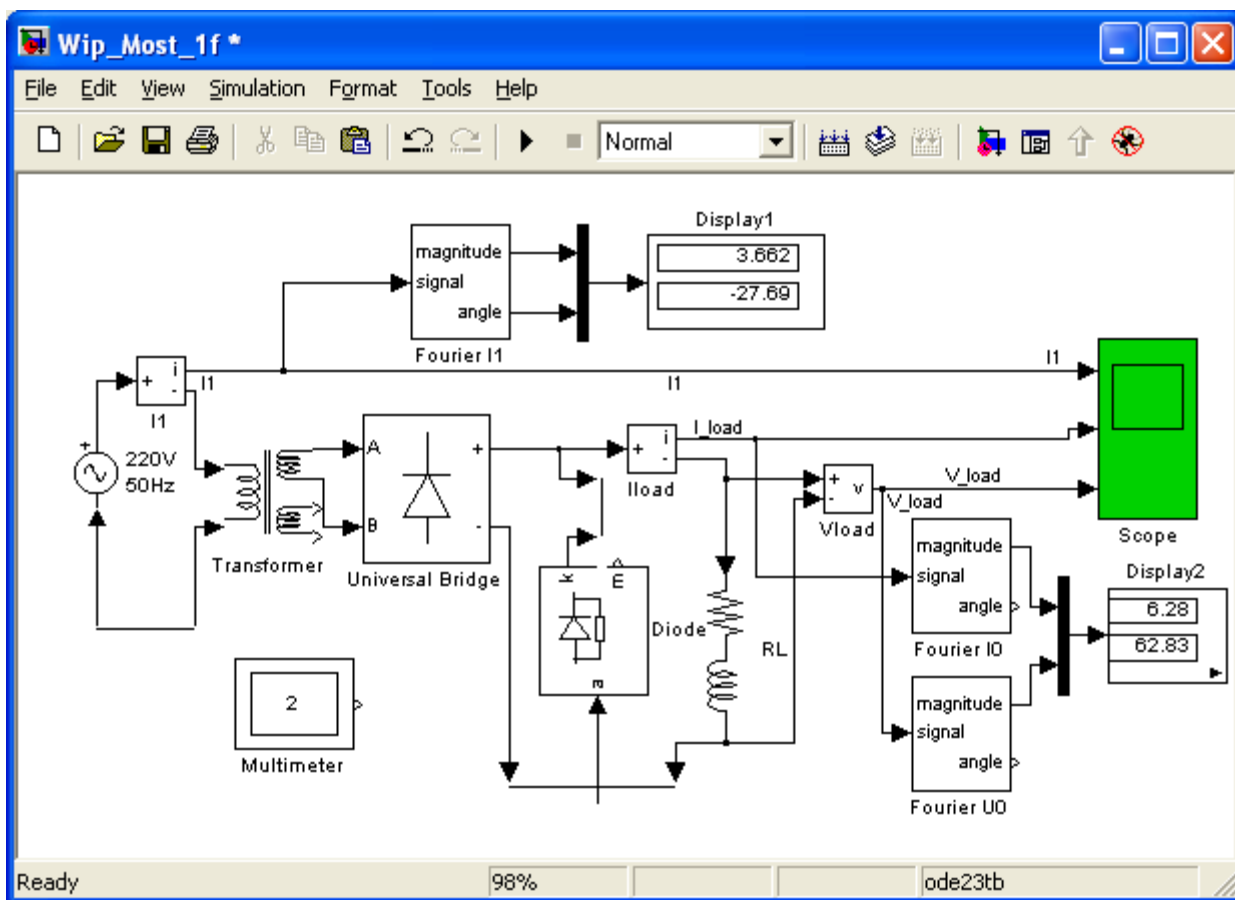 Wip_Most_1f *
File Edit View Simulation Format Tools Help
Normal
Display1
magnitude
signal
angle
3.662
-27.69
Fourier I1
i
+
-
I1
I1
I1
I1
+
220V
50Hz
Transformer
A
B
+
-
Universal Bridge
+
i
-
I_load
Iload
+
-
v
V_load
V_load
Vload
Scope
k
m
a
Diode
RL
magnitude
signal
angle
Fourier I0
Display2
6.28
62.83
2
Multimeter
magnitude
signal
angle
Fourier U0
Ready 98% ode23tb